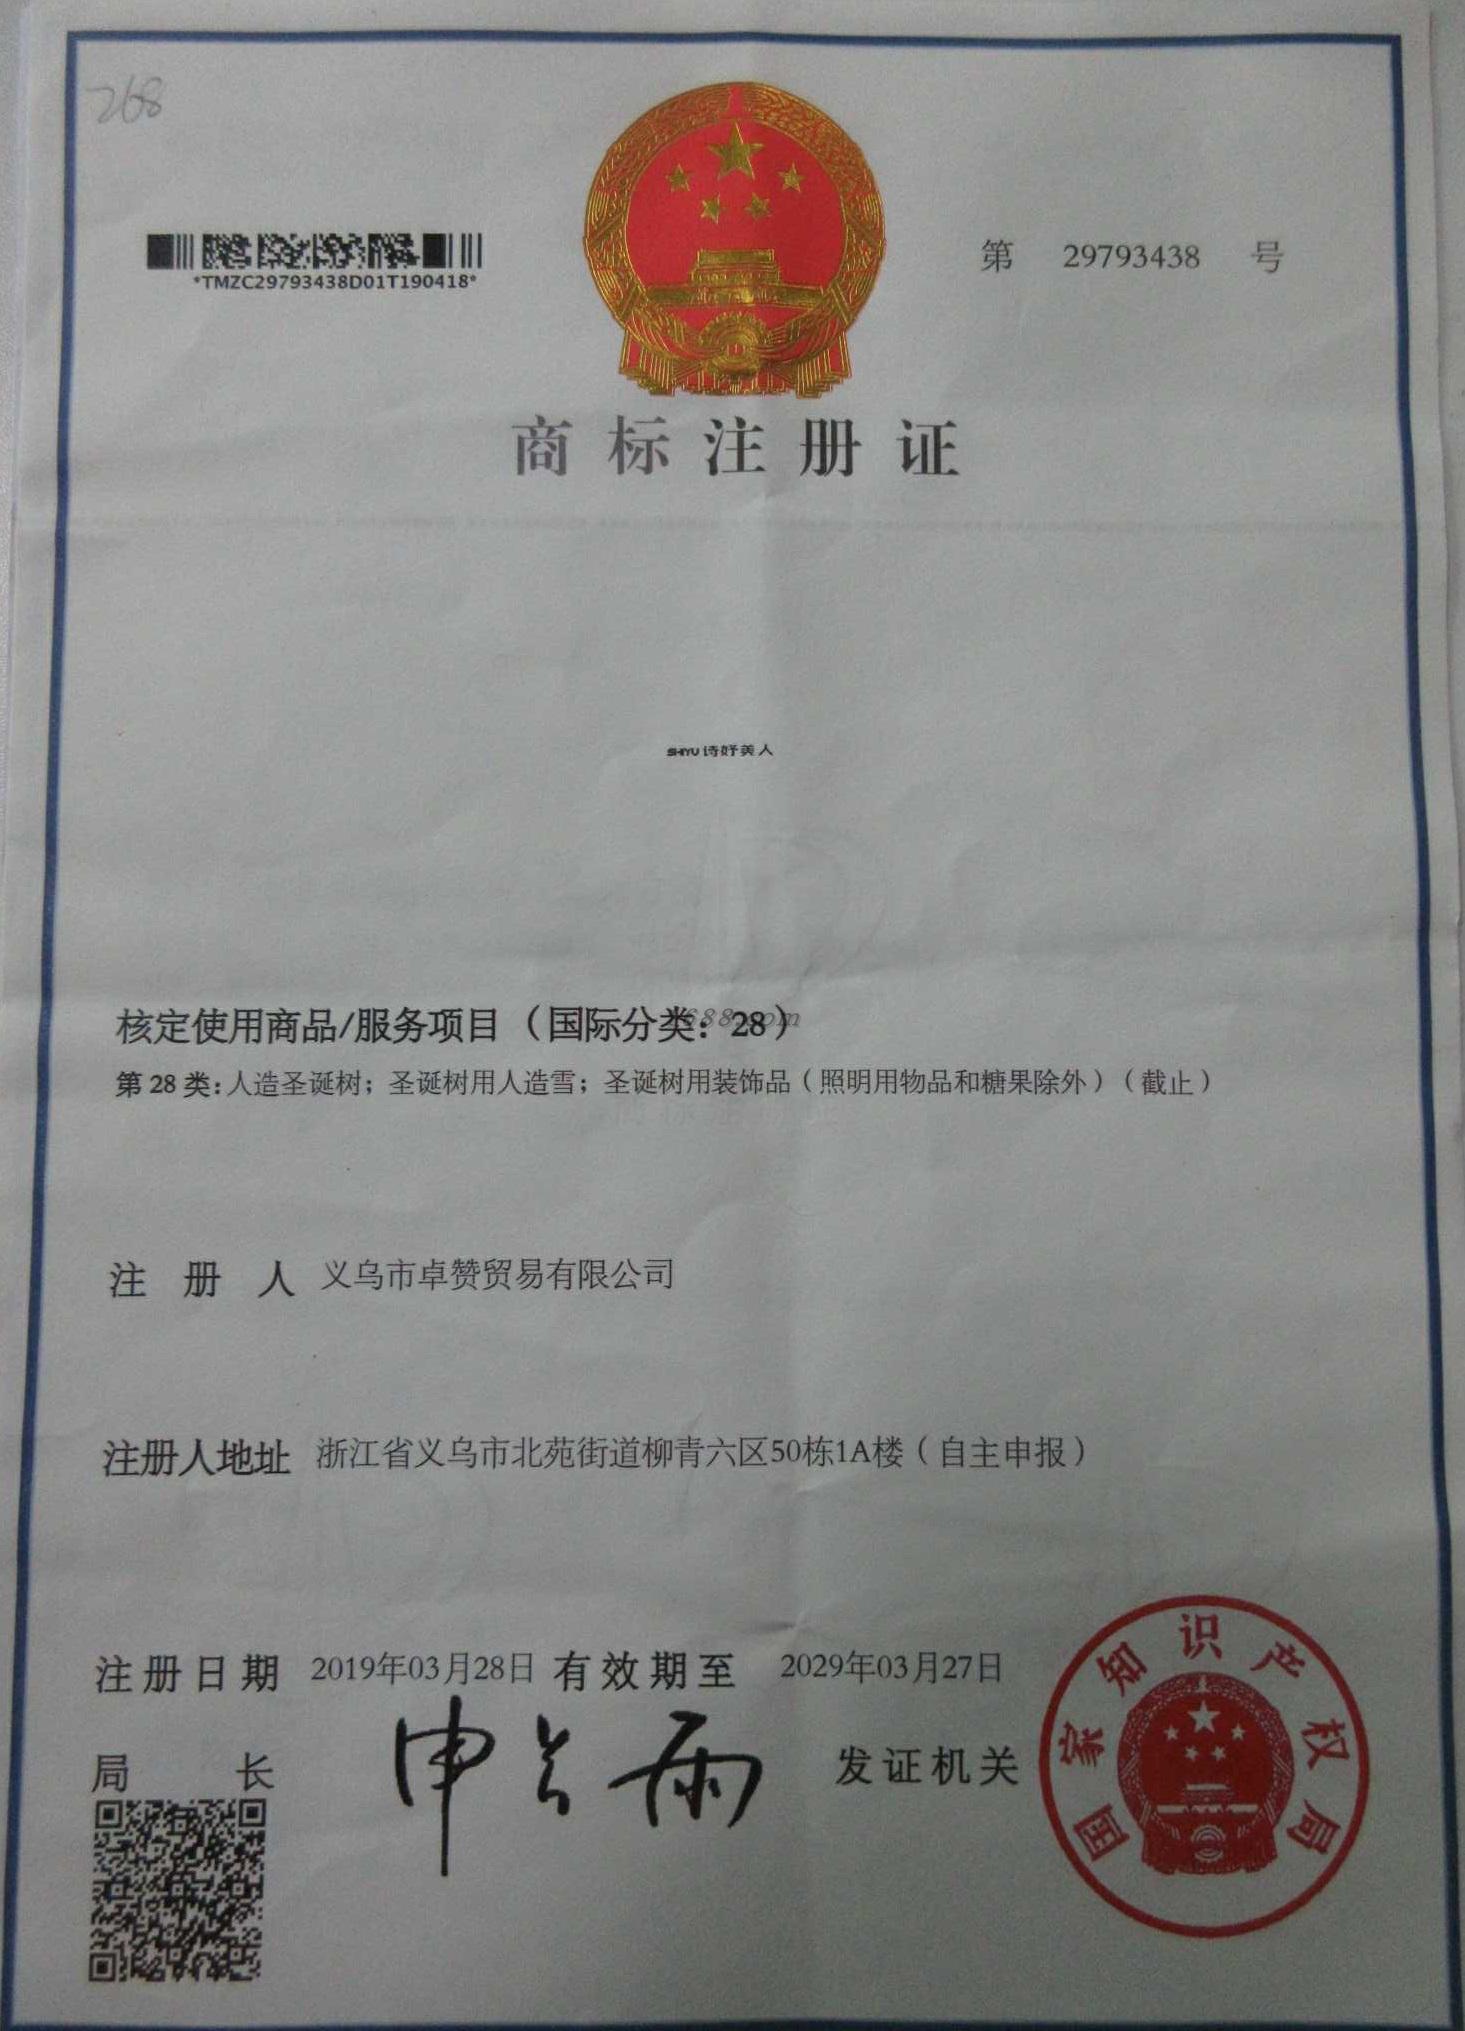 268
*TMZC29793438D01T190418*
第 29793438 号
商标注册证
SHIYU 诗妤美人
核定使用商品/服务项目（国际分类：28）
第 28 类：人造圣诞树；圣诞树用人造雪；圣诞树用装饰品（照明用物品和糖果除外）（截止）
注册人 义乌市卓赞贸易有限公司
注册人地址 浙江省义乌市北苑街道柳青六区50栋1A楼（自主申报）
注册日期 2019年03月28日 有效期至 2029年03月27日
局长 申长雨 发证机关
国家知识产权局